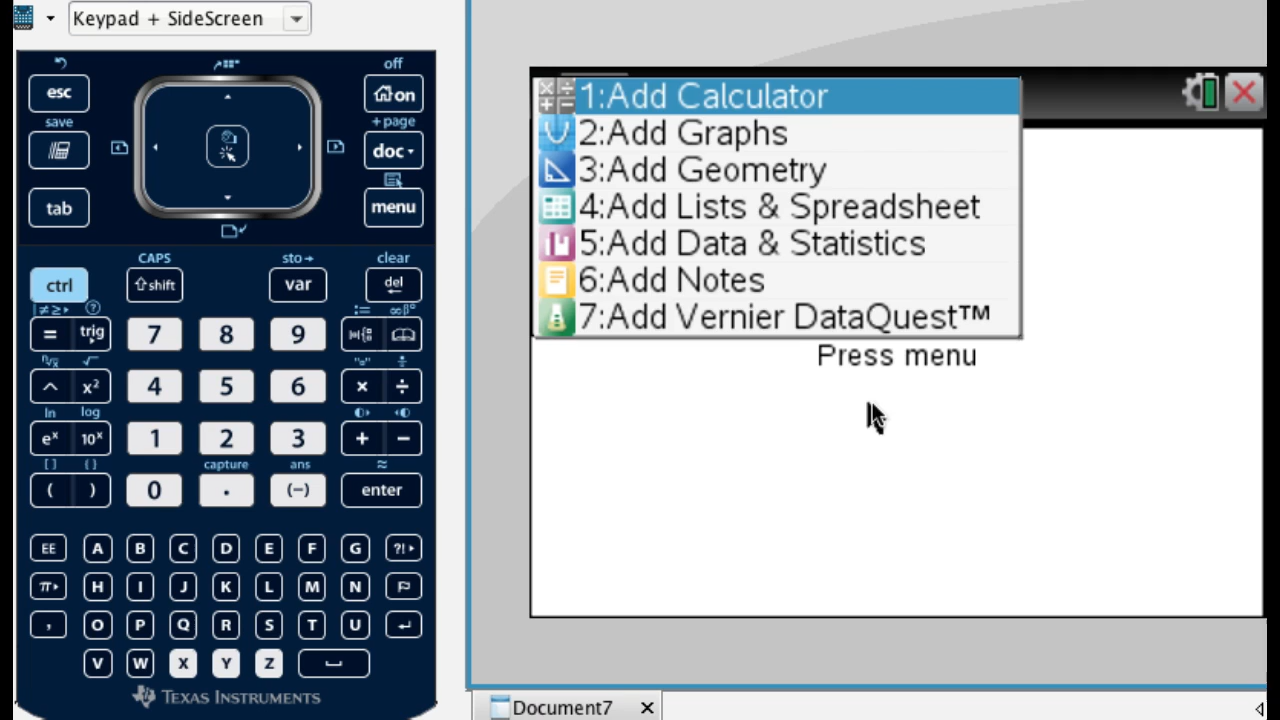 Keypad + SideScreen
off
esc
on
save
+ page
doc
tab
menu
CAPS
sto→
clear
ctrl
⇧shift
var
del
= trig 7 8 9
^ x² 4 5 6 × ÷
ln log
eˣ 10ˣ 1 2 3 + −
[ ] { } capture ans ≈
( ) 0 . (−) enter
EE A B C D E F G ?!▸
π▸ H I J K L M N
, O P Q R S T U ↵
V W X Y Z
TEXAS INSTRUMENTS
1:Add Calculator
2:Add Graphs
3:Add Geometry
4:Add Lists & Spreadsheet
5:Add Data & Statistics
6:Add Notes
7:Add Vernier DataQuest™
Press menu
Document7